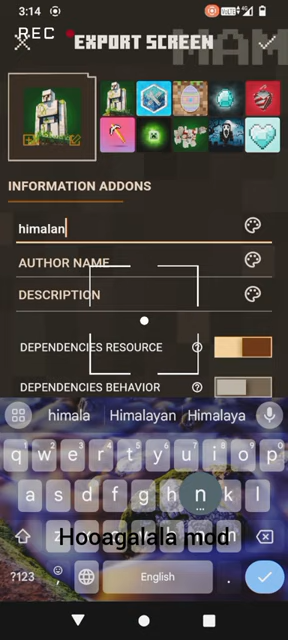 3:14
REC
EXPORT SCREEN
MAM
INFORMATION ADDONS
himalan
AUTHOR NAME
DESCRIPTION
DEPENDENCIES RESOURCE
DEPENDENCIES BEHAVIOR
himala Himalayan Himalaya
q w e r t y u i o p
a s d f g h n k l
Hooagalala mod
?123 English .